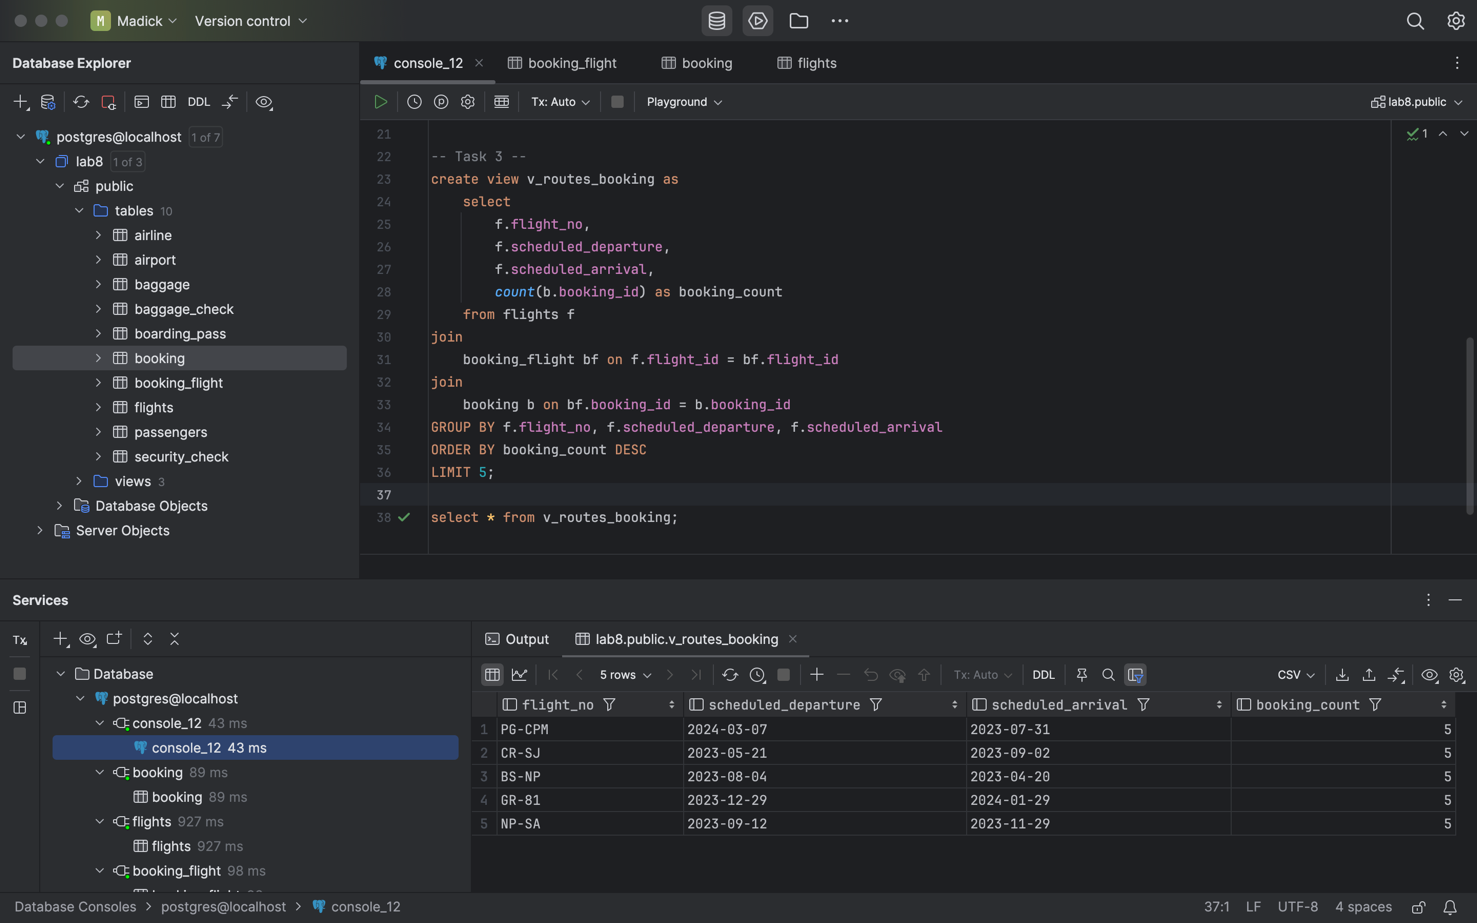 M Madick Version control
Database Explorer
console_12 booking_flight booking flights
DDL
Tx: Auto Playground lab8.public
postgres@localhost 1 of 7
lab8 1 of 3
public
tables 10
airline
airport
baggage
baggage_check
boarding_pass
booking
booking_flight
flights
passengers
security_check
views 3
Database Objects
Server Objects
1
21
22 -- Task 3 --
23 create view v_routes_booking as
24 select
25 f.flight_no,
26 f.scheduled_departure,
27 f.scheduled_arrival,
28 count(b.booking_id) as booking_count
29 from flights f
30 join
31 booking_flight bf on f.flight_id = bf.flight_id
32 join
33 booking b on bf.booking_id = b.booking_id
34 GROUP BY f.flight_no, f.scheduled_departure, f.scheduled_arrival
35 ORDER BY booking_count DESC
36 LIMIT 5;
37
38 select * from v_routes_booking;
Services
Tx
Database
postgres@localhost
console_12 43 ms
console_12 43 ms
booking 89 ms
booking 89 ms
flights 927 ms
flights 927 ms
booking_flight 98 ms
Output lab8.public.v_routes_booking
5 rows Tx: Auto DDL CSV
flight_no scheduled_departure scheduled_arrival booking_count
1 PG-CPM 2024-03-07 2023-07-31 5
2 CR-SJ 2023-05-21 2023-09-02 5
3 BS-NP 2023-08-04 2023-04-20 5
4 GR-81 2023-12-29 2024-01-29 5
5 NP-SA 2023-09-12 2023-11-29 5
Database Consoles postgres@localhost console_12
37:1 LF UTF-8 4 spaces